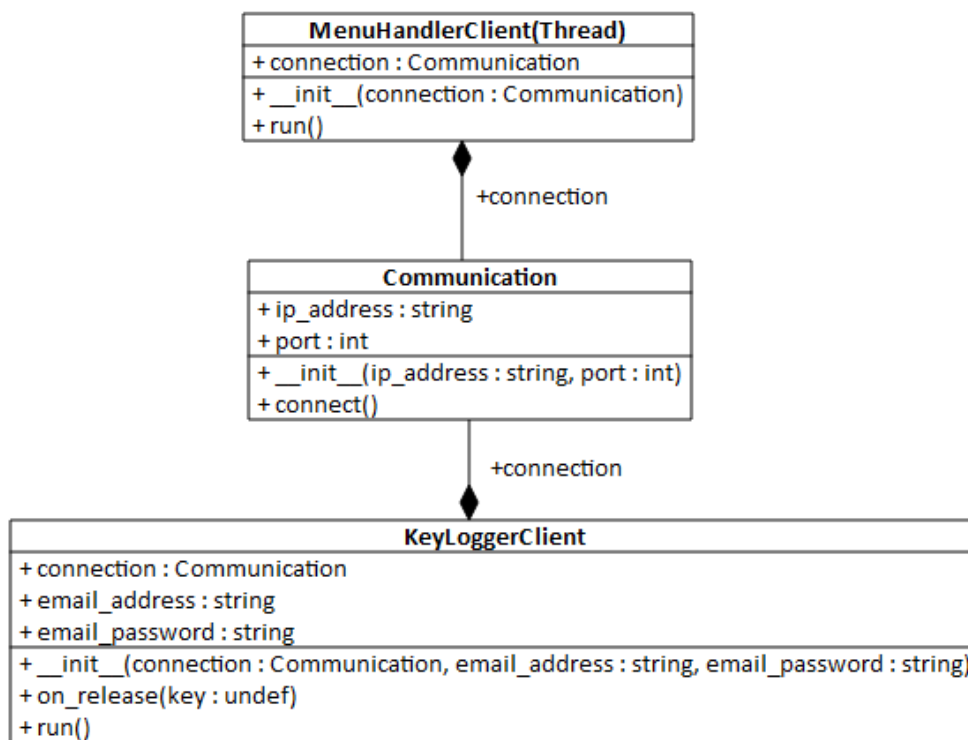 MenuHandlerClient(Thread)
+ connection : Communication
+ __init__(connection : Communication)
+ run()
+connection
Communication
+ ip_address : string
+ port : int
+ __init__(ip_address : string, port : int)
+ connect()
+connection
KeyLoggerClient
+ connection : Communication
+ email_address : string
+ email_password : string
+ __init__(connection : Communication, email_address : string, email_password : string)
+ on_release(key : undef)
+ run()